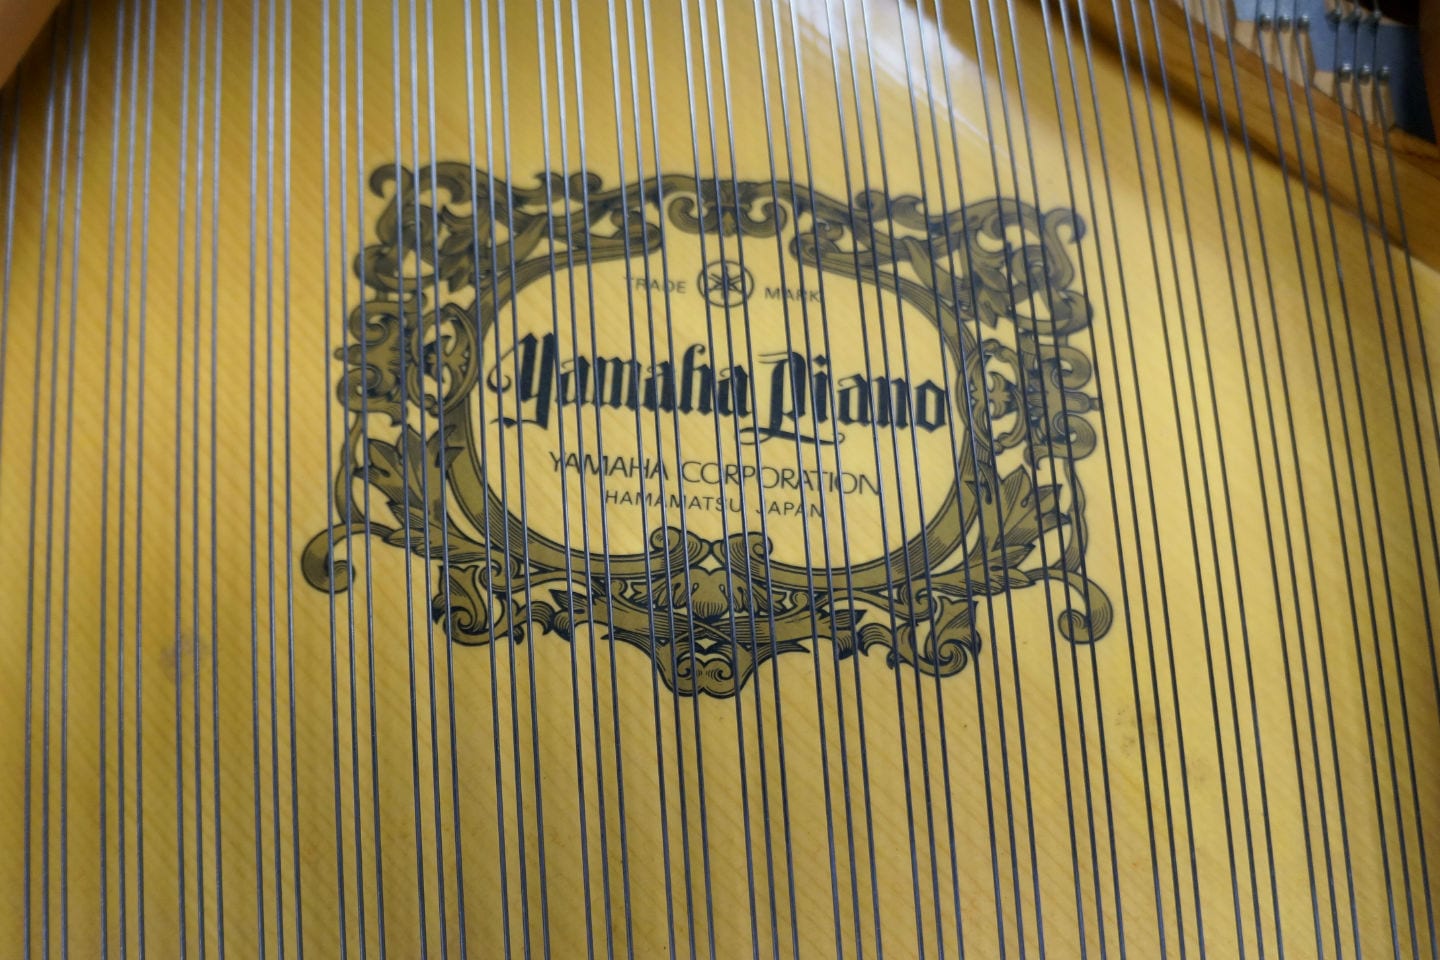 TRADE MARK
Yamaha Piano
YAMAHA CORPORATION
HAMAMATSU JAPAN